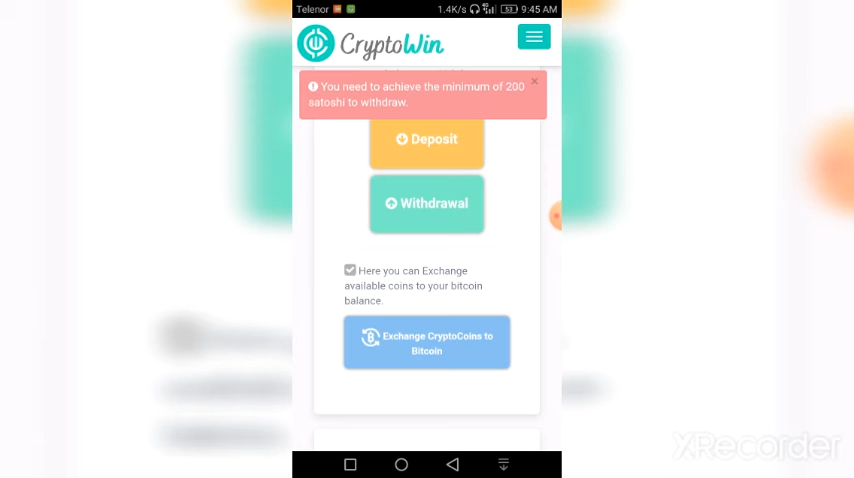 Telenor
1.4K/s 53 9:45 AM
CryptoWin
You need to achieve the minimum of 200
satoshi to withdraw.
×
Deposit
Withdrawal
Here you can Exchange
available coins to your bitcoin
balance.
Exchange CryptoCoins to
Bitcoin
XRecorder